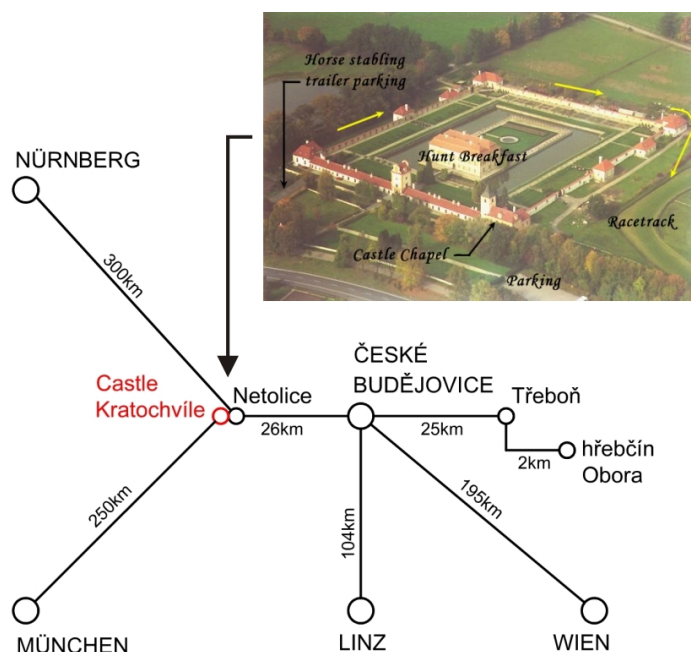 Horse stabling
trailer parking
Hunt Breakfast
Racetrack
Castle Chapel
Parking
NÜRNBERG
300km
Castle
Kratochvíle
Netolice
26km
ČESKÉ
BUDĚJOVICE
25km
Třeboň
2km
hřebčín
Obora
250km
104km
195km
MÜNCHEN
LINZ
WIEN